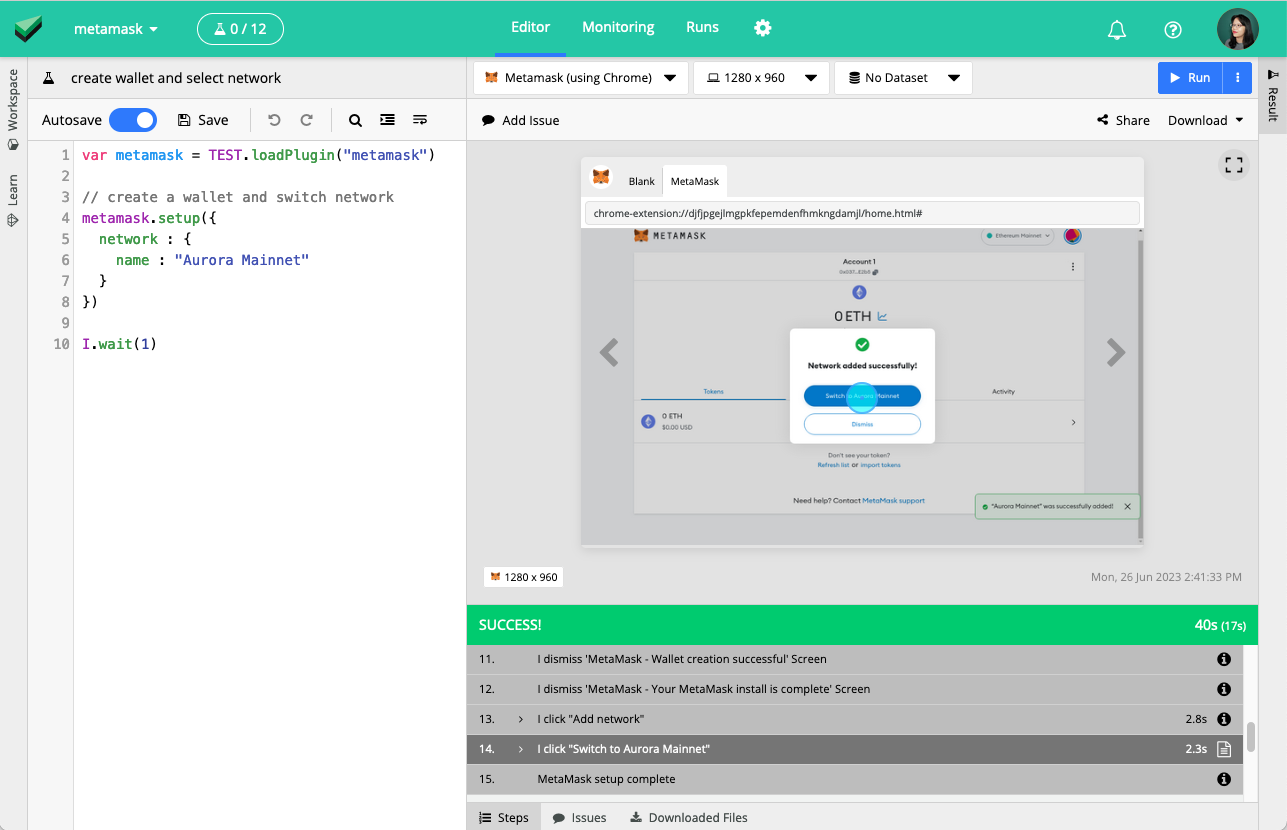 metamask
0 / 12
Editor
Monitoring
Runs
Workspace
Learn
create wallet and select network
Metamask (using Chrome)
1280 x 960
No Dataset
Run
Result
Autosave
Save
Add Issue
Share
Download
1 var metamask = TEST.loadPlugin("metamask")
2
3 // create a wallet and switch network
4 metamask.setup({
5 network : {
6 name : "Aurora Mainnet"
7 }
8 })
9
10 I.wait(1)
Blank
MetaMask
chrome-extension://djfjpgejlmgpkfepemdenfhmkngdamjl/home.html#
METAMASK
Ethereum Mainnet
Account 1
0 ETH
Network added successfully!
Switch to Aurora Mainnet
Dismiss
Tokens
Activity
0 ETH
$0.00 USD
Don't see your token?
Refresh list or import tokens
Need help? Contact MetaMask support
"Aurora Mainnet" was successfully added!
1280 x 960
Mon, 26 Jun 2023 2:41:33 PM
SUCCESS!
40s (17s)
11. I dismiss 'MetaMask - Wallet creation successful' Screen
12. I dismiss 'MetaMask - Your MetaMask install is complete' Screen
13. I click "Add network" 2.8s
14. I click "Switch to Aurora Mainnet" 2.3s
15. MetaMask setup complete
Steps
Issues
Downloaded Files